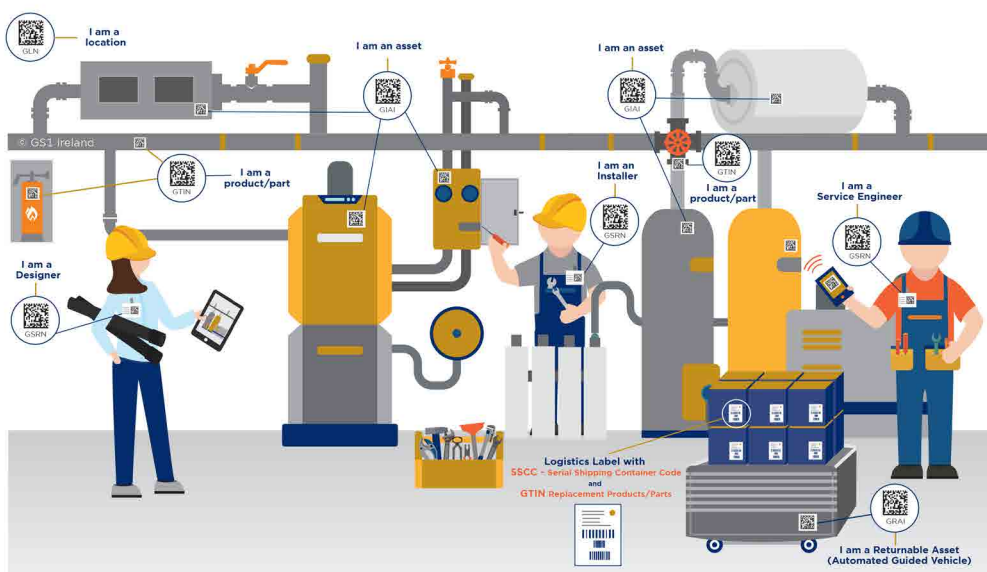 GLN
I am a
location
I am an asset
GIAI
I am an asset
GIAI
© GS1 Ireland
GTIN
I am a
product/part
GTIN
I am a
product/part
I am an
Installer
GSRN
I am a
Service Engineer
GSRN
I am a
Designer
GSRN
Logistics Label with
SSCC - Serial Shipping Container Code
and
GTIN Replacement Products/Parts
GRAI
I am a Returnable Asset
(Automated Guided Vehicle)